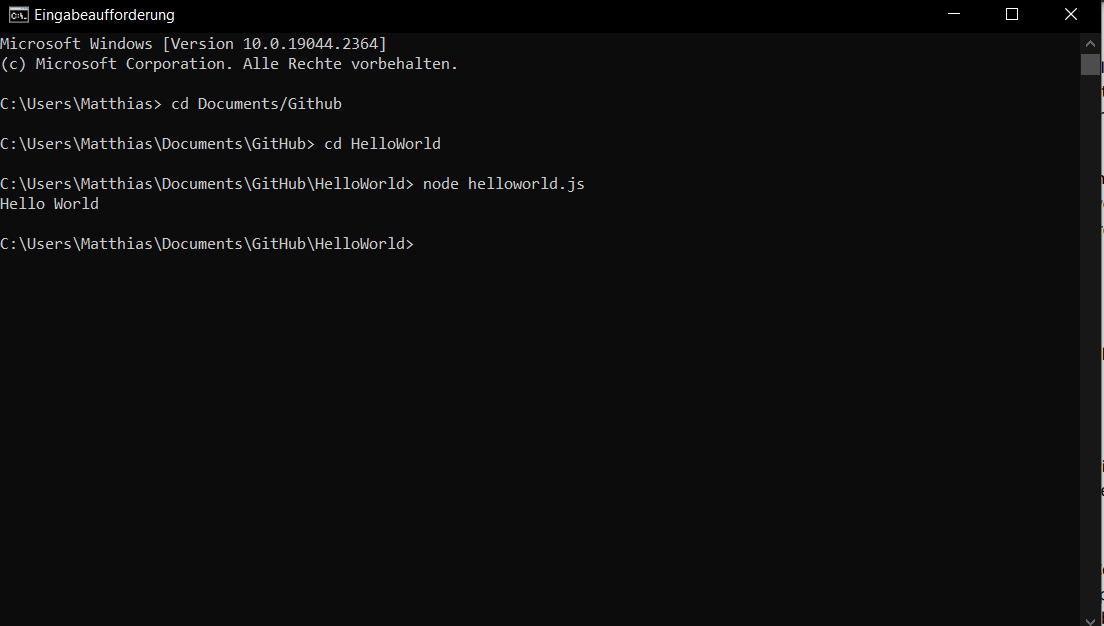 Eingabeaufforderung
Microsoft Windows [Version 10.0.19044.2364]
(c) Microsoft Corporation. Alle Rechte vorbehalten.
C:\Users\Matthias> cd Documents/Github
C:\Users\Matthias\Documents\GitHub> cd HelloWorld
C:\Users\Matthias\Documents\GitHub\HelloWorld> node helloworld.js
Hello World
C:\Users\Matthias\Documents\GitHub\HelloWorld>